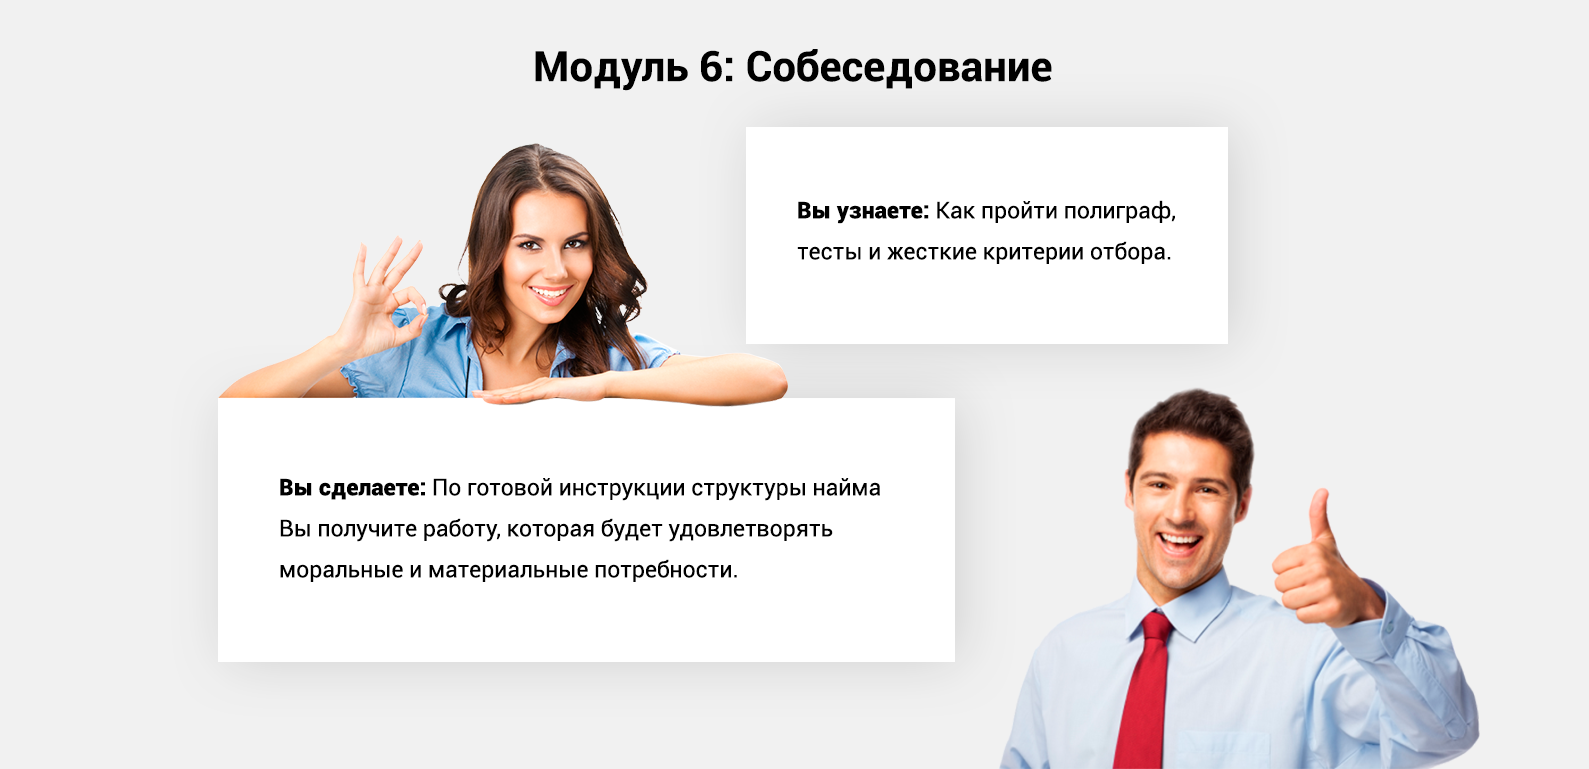 Модуль 6: Собеседование
Вы узнаете: Как пройти полиграф,
тесты и жесткие критерии отбора.
Вы сделаете: По готовой инструкции структуры найма
Вы получите работу, которая будет удовлетворять
моральные и материальные потребности.